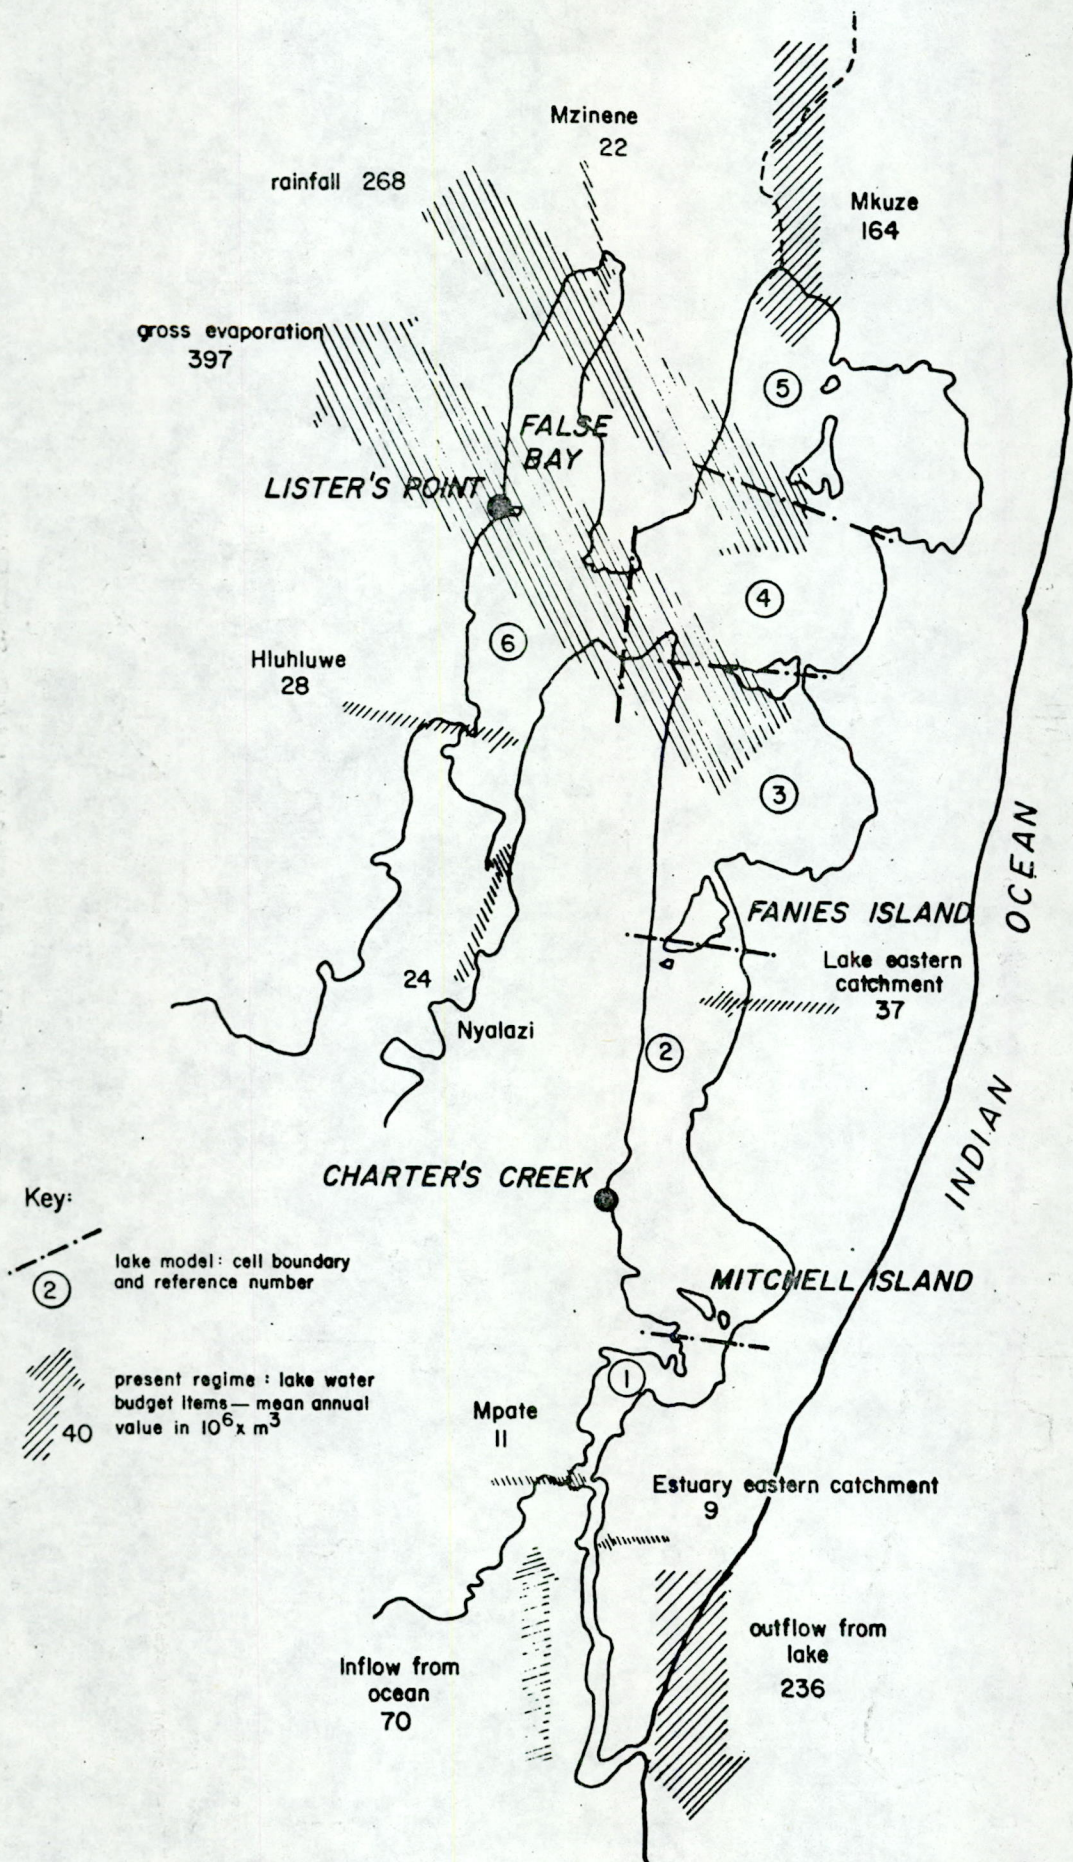 Mzinene
22
rainfall 268
Mkuze
164
gross evaporation
397
5
FALSE
BAY
LISTER'S POINT
4
6
Hluhluwe
28
3
OCEAN
FANIES ISLAND
Lake eastern
catchment
37
24
Nyalazi
2
INDIAN
CHARTER'S CREEK
Key:
lake model: cell boundary
and reference number
2
MITCHELL ISLAND
1
present regime: lake water
budget items— mean annual
value in 10⁶x m³
40
Mpate
11
Estuary eastern catchment
9
outflow from
lake
236
Inflow from
ocean
70